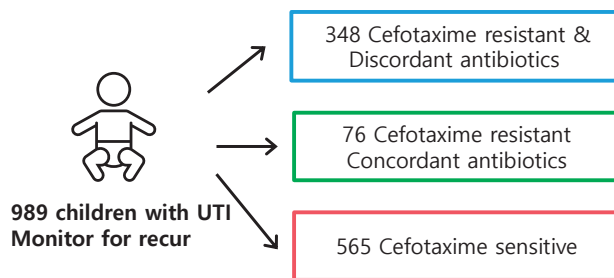 348 Cefotaxime resistant &
Discordant antibiotics
76 Cefotaxime resistant
Concordant antibiotics
989 children with UTI
Monitor for recur
565 Cefotaxime sensitive